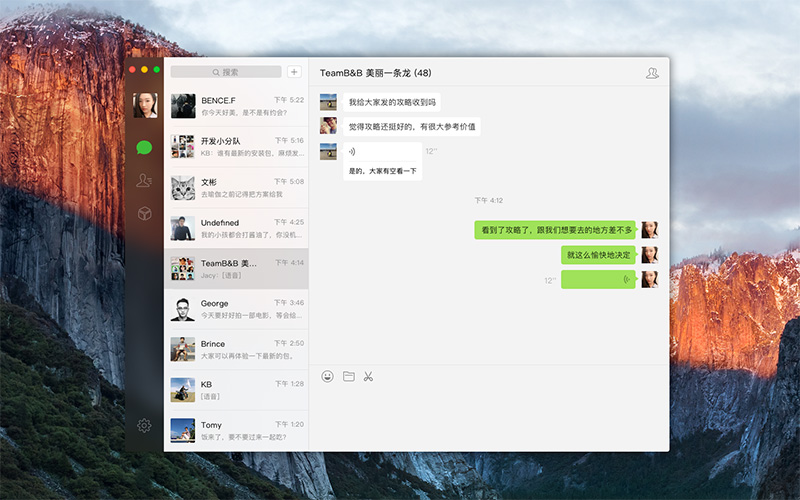 搜索
BENCE.F 下午 5:22
你今天好美，是不是有约会?
开发小分队 下午 5:16
KB：谁有最新的安装包，麻烦发...
文彬 下午 5:08
去瑜伽之前记得把方案给我
Undefined 下午 4:25
我的小孩都会打酱油了，你没机...
TeamB&B 美... 下午 4:14
Jacy：[语音]
George 下午 3:46
今天要好好拍一部电影，等会给...
Brince 下午 2:50
大家可以再体验一下最新的包。
KB 下午 1:28
[语音]
Tomy 下午 1:20
饭来了，要不要过来一起吃?
TeamB&B 美丽一条龙 (48)
我给大家发的攻略收到吗
觉得攻略还挺好的，有很大参考价值
12"
是的，大家有空看一下
下午 4:12
看到了攻略了，跟我们想要去的地方差不多
就这么愉快地决定
12"